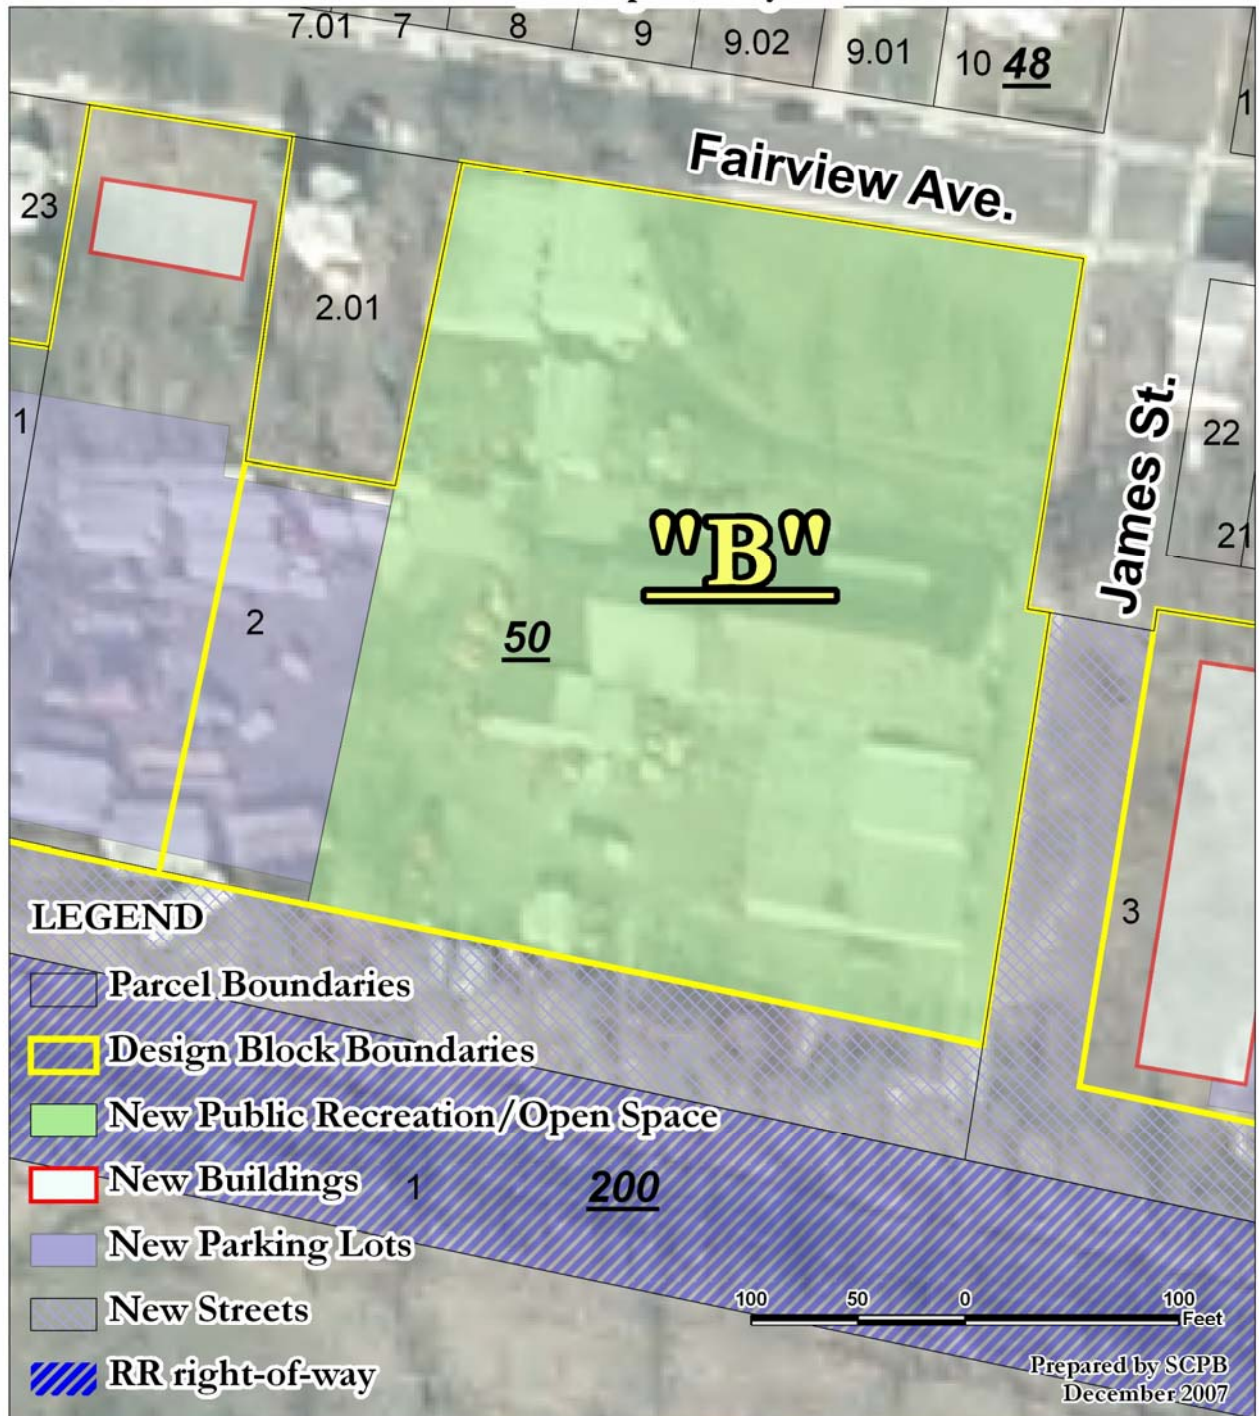 7.01 7 8 9 9.02 9.01 10 48
1
Fairview Ave.
23
2.01
James St.
1
22
21
"B"
2
50
3
LEGEND
Parcel Boundaries
Design Block Boundaries
New Public Recreation/Open Space
New Buildings
1 200
New Parking Lots
New Streets
100 50 0 100
Feet
RR right-of-way
Prepared by SCPB
December 2007